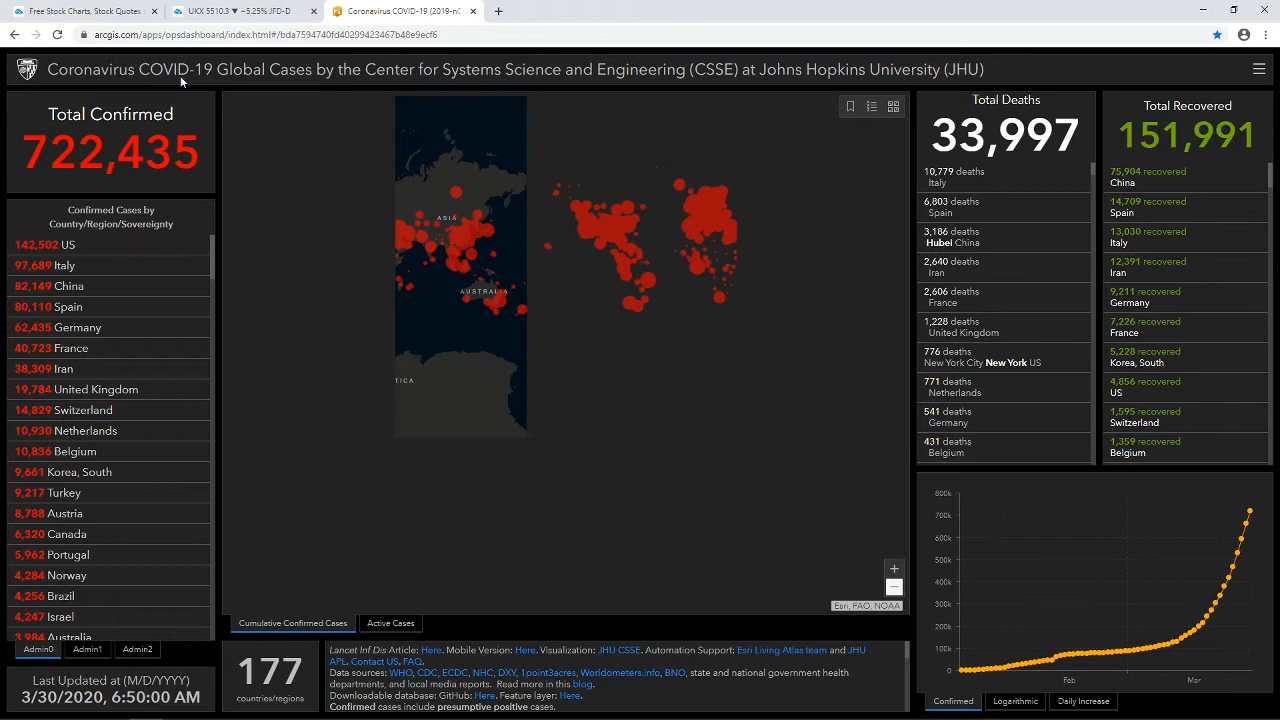 Free Stock Charts, Stock Quotes
UKX 5510.3 ▼ −5.25% JFD-D
Coronavirus COVID-19 (2019-nC
arcgis.com/apps/opsdashboard/index.html#/bda7594740fd40299423467b48e9ecf6
Coronavirus COVID-19 Global Cases by the Center for Systems Science and Engineering (CSSE) at Johns Hopkins University (JHU)
Total Confirmed
722,435
Confirmed Cases by
Country/Region/Sovereignty
142,502 US
97,689 Italy
82,149 China
80,110 Spain
62,435 Germany
40,723 France
38,309 Iran
19,784 United Kingdom
14,829 Switzerland
10,930 Netherlands
10,836 Belgium
9,661 Korea, South
9,217 Turkey
8,788 Austria
6,320 Canada
5,962 Portugal
4,284 Norway
4,256 Brazil
4,247 Israel
3,984 Australia
Admin0
Admin1
Admin2
Last Updated at (M/D/YYYY)
3/30/2020, 6:50:00 AM
ASIA
AUSTRALIA
TICA
+
−
Esri, FAO, NOAA
Cumulative Confirmed Cases
Active Cases
177
countries/regions
Lancet Inf Dis Article: Here. Mobile Version: Here. Visualization: JHU CSSE. Automation Support: Esri Living Atlas team and JHU
APL. Contact US. FAQ.
Data sources: WHO, CDC, ECDC, NHC, DXY, 1point3acres, Worldometers.info, BNO, state and national government health
departments, and local media reports. Read more in this blog.
Downloadable database: GitHub: Here. Feature layer: Here.
Confirmed cases include presumptive positive cases.
Total Deaths
33,997
10,779 deaths
Italy
6,803 deaths
Spain
3,186 deaths
Hubei China
2,640 deaths
Iran
2,606 deaths
France
1,228 deaths
United Kingdom
776 deaths
New York City New York US
771 deaths
Netherlands
541 deaths
Germany
431 deaths
Belgium
Total Recovered
151,991
75,904 recovered
China
14,709 recovered
Spain
13,030 recovered
Italy
12,391 recovered
Iran
9,211 recovered
Germany
7,226 recovered
France
5,228 recovered
Korea, South
4,856 recovered
US
1,595 recovered
Switzerland
1,359 recovered
Belgium
800k
700k
600k
500k
400k
300k
200k
100k
0
Feb
Mar
Confirmed
Logarithmic
Daily Increase